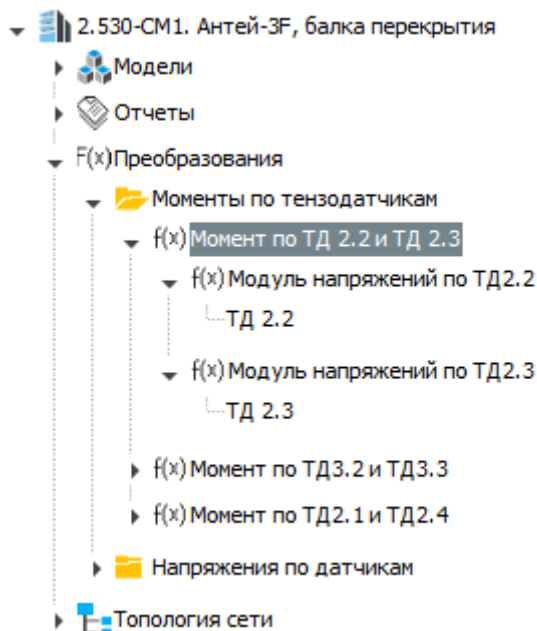 2.530-СМ1. Антей-3F, балка перекрытия
Модели
Отчеты
F(x)Преобразования
Моменты по тензодатчикам
f(x) Момент по ТД 2.2 и ТД 2.3
f(x) Модуль напряжений по ТД2.2
ТД 2.2
f(x) Модуль напряжений по ТД2.3
ТД 2.3
f(x) Момент по ТД3.2 и ТД3.3
f(x) Момент по ТД2.1 и ТД2.4
Напряжения по датчикам
Топология сети